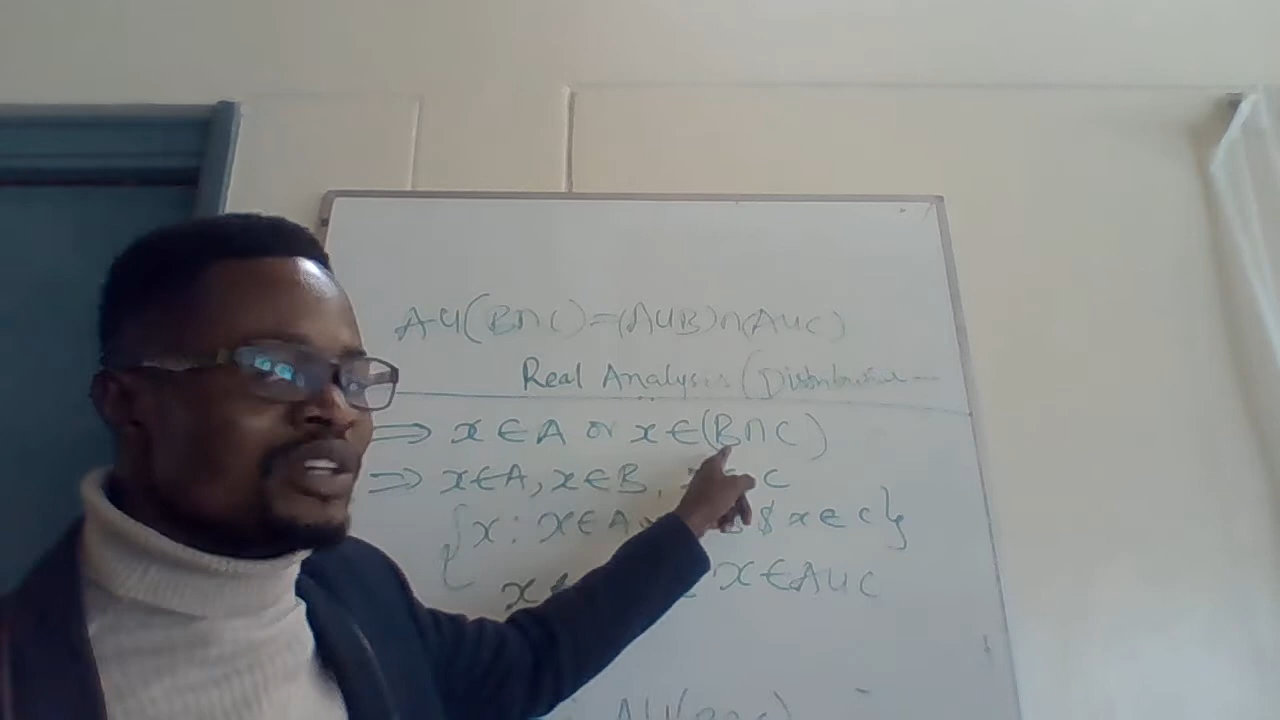 A∪(B∩C)=(A∪B)∩(A∪C)
Real Analysis (Distributive
⇒ x∈A or x∈(B∩C)
⇒ x∈A, x∈B, x C
{x : x∈A & x∈C}
x∈A∪C
A∪(B∩C)